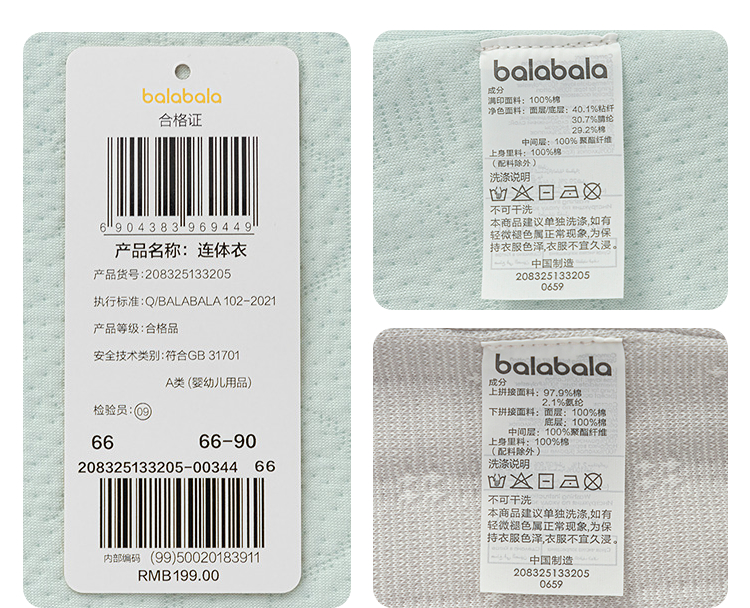 balabala
合格证
6904383969449
产品名称：连体衣
产品货号:208325133205
执行标准:Q/BALABALA 102-2021
产品等级:合格品
安全技术类别:符合GB 31701
A类 (婴幼儿用品)
检验员: 09
66 66-90
208325133205-00344 66
内部编码 (99)50020183911
RMB199.00
balabala
成分
满印面料：100%棉
净色面料：面层/底层：40.1%粘纤
30.7%腈纶
29.2%棉
中间层：100% 聚酯纤维
上身里料：100%棉
（配料除外）
洗涤说明
不可干洗
本商品建议单独洗涤,如有
轻微褪色属正常现象,为保
持衣服色泽,衣服不宜久浸。
中国制造
208325133205
0659
balabala
成分
上拼接面料：97.9%棉
2.1%氨纶
下拼接面料：面层：100%棉
底层：100%棉
中间层：100%聚酯纤维
上身里料：100%棉
（配料除外）
洗涤说明
不可干洗
本商品建议单独洗涤,如有
轻微褪色属正常现象,为保
持衣服色泽,衣服不宜久浸。
中国制造
208325133205
0659